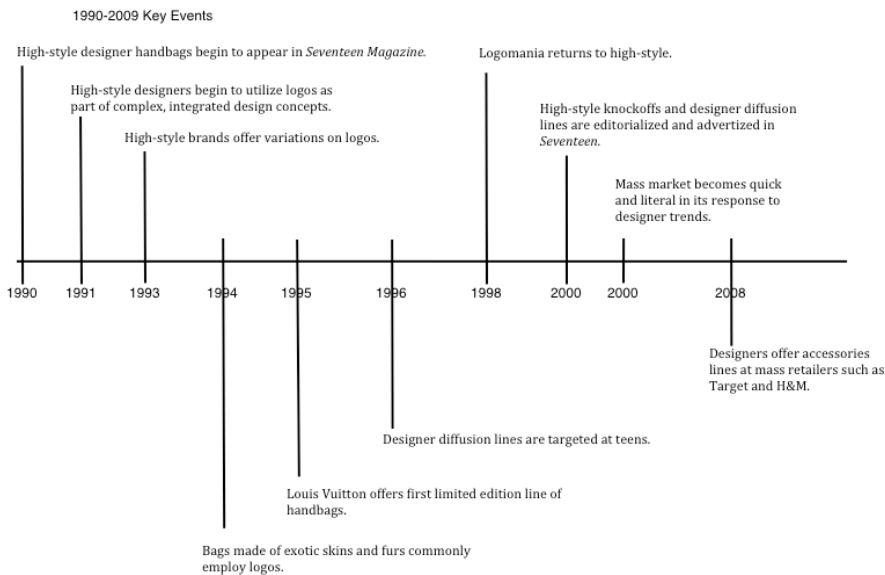 1990-2009 Key Events
High-style designer handbags begin to appear in Seventeen Magazine.
High-style designers begin to utilize logos as
part of complex, integrated design concepts.
High-style brands offer variations on logos.
Logomania returns to high-style.
High-style knockoffs and designer diffusion
lines are editorialized and advertized in
Seventeen.
Mass market becomes quick
and literal in its response to
designer trends.
1990 1991 1993 1994 1995 1996 1998 2000 2000 2008
Designers offer accessories
lines at mass retailers such as
Target and H&M.
Designer diffusion lines are targeted at teens.
Louis Vuitton offers first limited edition line of
handbags.
Bags made of exotic skins and furs commonly
employ logos.